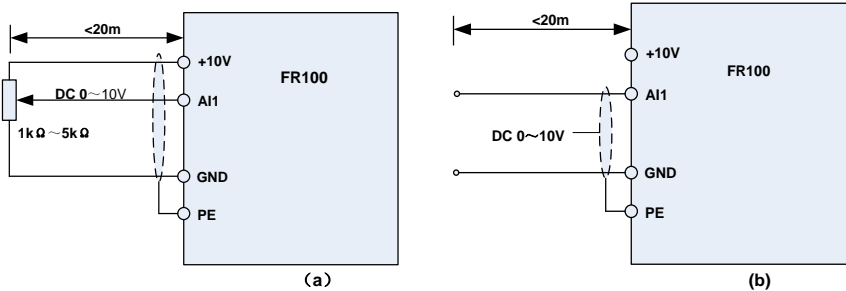 <20m
+10V
FR100
DC 0～10V
AI1
1kΩ～5kΩ
GND
PE
（a）
<20m
+10V
FR100
AI1
DC 0～10V
GND
PE
(b)